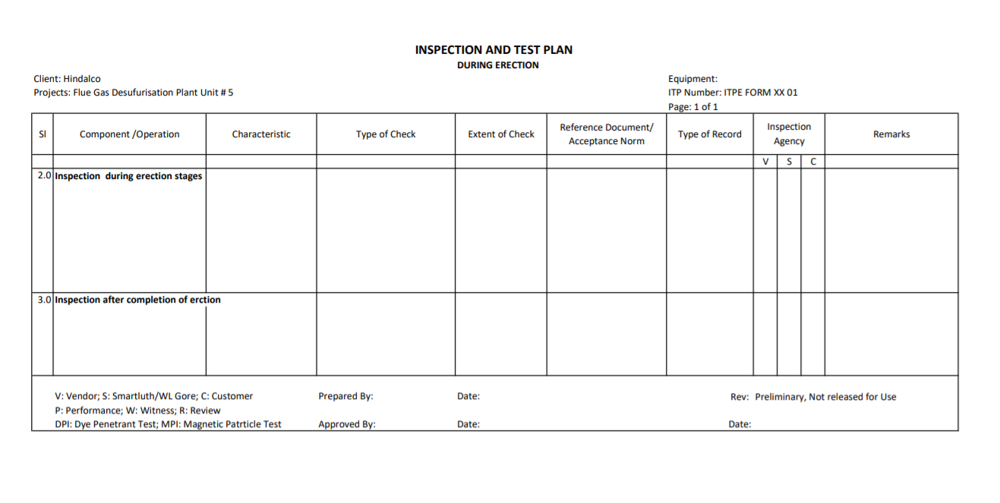 INSPECTION AND TEST PLAN
DURING ERECTION
Client: Hindalco
Equipment:
Projects: Flue Gas Desufurisation Plant Unit # 5
ITP Number: ITPE FORM XX 01
Page: 1 of 1
Sl Component /Operation Characteristic Type of Check Extent of Check Reference Document/ Acceptance Norm Type of Record Inspection Agency Remarks
V S C
2.0 Inspection during erection stages
3.0 Inspection after completion of erction
V: Vendor; S: Smartluth/WL Gore; C: Customer Prepared By: Date: Rev: Preliminary, Not released for Use
P: Performance; W: Witness; R: Review
DPI: Dye Penetrant Test; MPI: Magnetic Patrticle Test Approved By: Date: Date: